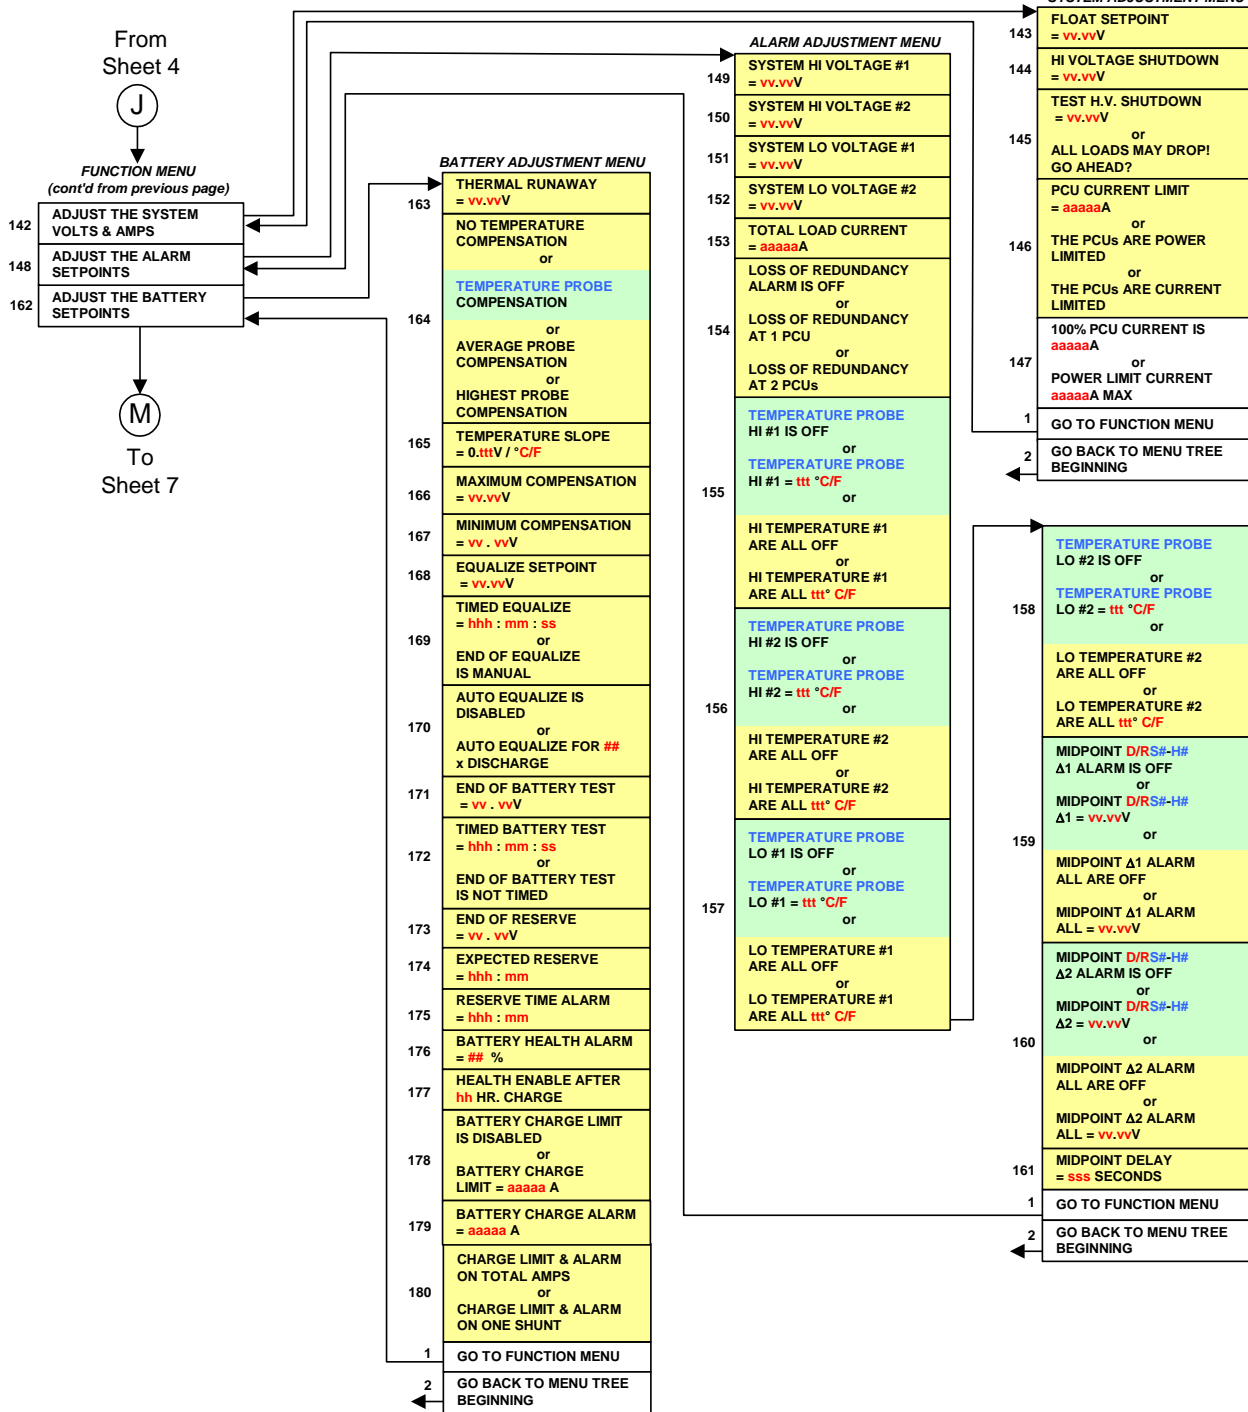 From
Sheet 4
J
FUNCTION MENU
(cont'd from previous page)
142
ADJUST THE SYSTEM
VOLTS & AMPS
148
ADJUST THE ALARM
SETPOINTS
162
ADJUST THE BATTERY
SETPOINTS
M
To
Sheet 7
BATTERY ADJUSTMENT MENU
163
THERMAL RUNAWAY
= vv.vvV
164
NO TEMPERATURE
COMPENSATION
or
TEMPERATURE PROBE
COMPENSATION
or
AVERAGE PROBE
COMPENSATION
or
HIGHEST PROBE
COMPENSATION
165
TEMPERATURE SLOPE
= 0.tttV / °C/F
166
MAXIMUM COMPENSATION
= vv.vvV
167
MINIMUM COMPENSATION
= vv . vvV
168
EQUALIZE SETPOINT
= vv.vvV
169
TIMED EQUALIZE
= hhh : mm : ss
or
END OF EQUALIZE
IS MANUAL
170
AUTO EQUALIZE IS
DISABLED
or
AUTO EQUALIZE FOR ##
x DISCHARGE
171
END OF BATTERY TEST
= vv . vvV
172
TIMED BATTERY TEST
= hhh : mm : ss
or
END OF BATTERY TEST
IS NOT TIMED
173
END OF RESERVE
= vv . vvV
174
EXPECTED RESERVE
= hhh : mm
175
RESERVE TIME ALARM
= hhh : mm
176
BATTERY HEALTH ALARM
= ## %
177
HEALTH ENABLE AFTER
hh HR. CHARGE
178
BATTERY CHARGE LIMIT
IS DISABLED
or
BATTERY CHARGE
LIMIT = aaaaa A
179
BATTERY CHARGE ALARM
= aaaaa A
180
CHARGE LIMIT & ALARM
ON TOTAL AMPS
or
CHARGE LIMIT & ALARM
ON ONE SHUNT
1
GO TO FUNCTION MENU
2
GO BACK TO MENU TREE
BEGINNING
ALARM ADJUSTMENT MENU
149
SYSTEM HI VOLTAGE #1
= vv.vvV
150
SYSTEM HI VOLTAGE #2
= vv.vvV
151
SYSTEM LO VOLTAGE #1
= vv.vvV
152
SYSTEM LO VOLTAGE #2
= vv.vvV
153
TOTAL LOAD CURRENT
= aaaaaA
154
LOSS OF REDUNDANCY
ALARM IS OFF
or
LOSS OF REDUNDANCY
AT 1 PCU
or
LOSS OF REDUNDANCY
AT 2 PCUs
155
TEMPERATURE PROBE
HI #1 IS OFF
or
TEMPERATURE PROBE
HI #1 = ttt °C/F
or
HI TEMPERATURE #1
ARE ALL OFF
or
HI TEMPERATURE #1
ARE ALL ttt° C/F
156
TEMPERATURE PROBE
HI #2 IS OFF
or
TEMPERATURE PROBE
HI #2 = ttt °C/F
or
HI TEMPERATURE #2
ARE ALL OFF
or
HI TEMPERATURE #2
ARE ALL ttt° C/F
157
TEMPERATURE PROBE
LO #1 IS OFF
or
TEMPERATURE PROBE
LO #1 = ttt °C/F
or
LO TEMPERATURE #1
ARE ALL OFF
or
LO TEMPERATURE #1
ARE ALL ttt° C/F
SYSTEM ADJUSTMENT MENU
143
FLOAT SETPOINT
= vv.vvV
144
HI VOLTAGE SHUTDOWN
= vv.vvV
145
TEST H.V. SHUTDOWN
= vv.vvV
or
ALL LOADS MAY DROP!
GO AHEAD?
146
PCU CURRENT LIMIT
= aaaaaA
or
THE PCUs ARE POWER
LIMITED
or
THE PCUs ARE CURRENT
LIMITED
147
100% PCU CURRENT IS
aaaaaA
or
POWER LIMIT CURRENT
aaaaaA MAX
1
GO TO FUNCTION MENU
2
GO BACK TO MENU TREE
BEGINNING
158
TEMPERATURE PROBE
LO #2 IS OFF
or
TEMPERATURE PROBE
LO #2 = ttt °C/F
or
LO TEMPERATURE #2
ARE ALL OFF
or
LO TEMPERATURE #2
ARE ALL ttt° C/F
159
MIDPOINT D/RS#-H#
Δ1 ALARM IS OFF
or
MIDPOINT D/RS#-H#
Δ1 = vv.vvV
or
MIDPOINT Δ1 ALARM
ALL ARE OFF
or
MIDPOINT Δ1 ALARM
ALL = vv.vvV
160
MIDPOINT D/RS#-H#
Δ2 ALARM IS OFF
or
MIDPOINT D/RS#-H#
Δ2 = vv.vvV
or
MIDPOINT Δ2 ALARM
ALL ARE OFF
or
MIDPOINT Δ2 ALARM
ALL = vv.vvV
161
MIDPOINT DELAY
= sss SECONDS
1
GO TO FUNCTION MENU
2
GO BACK TO MENU TREE
BEGINNING